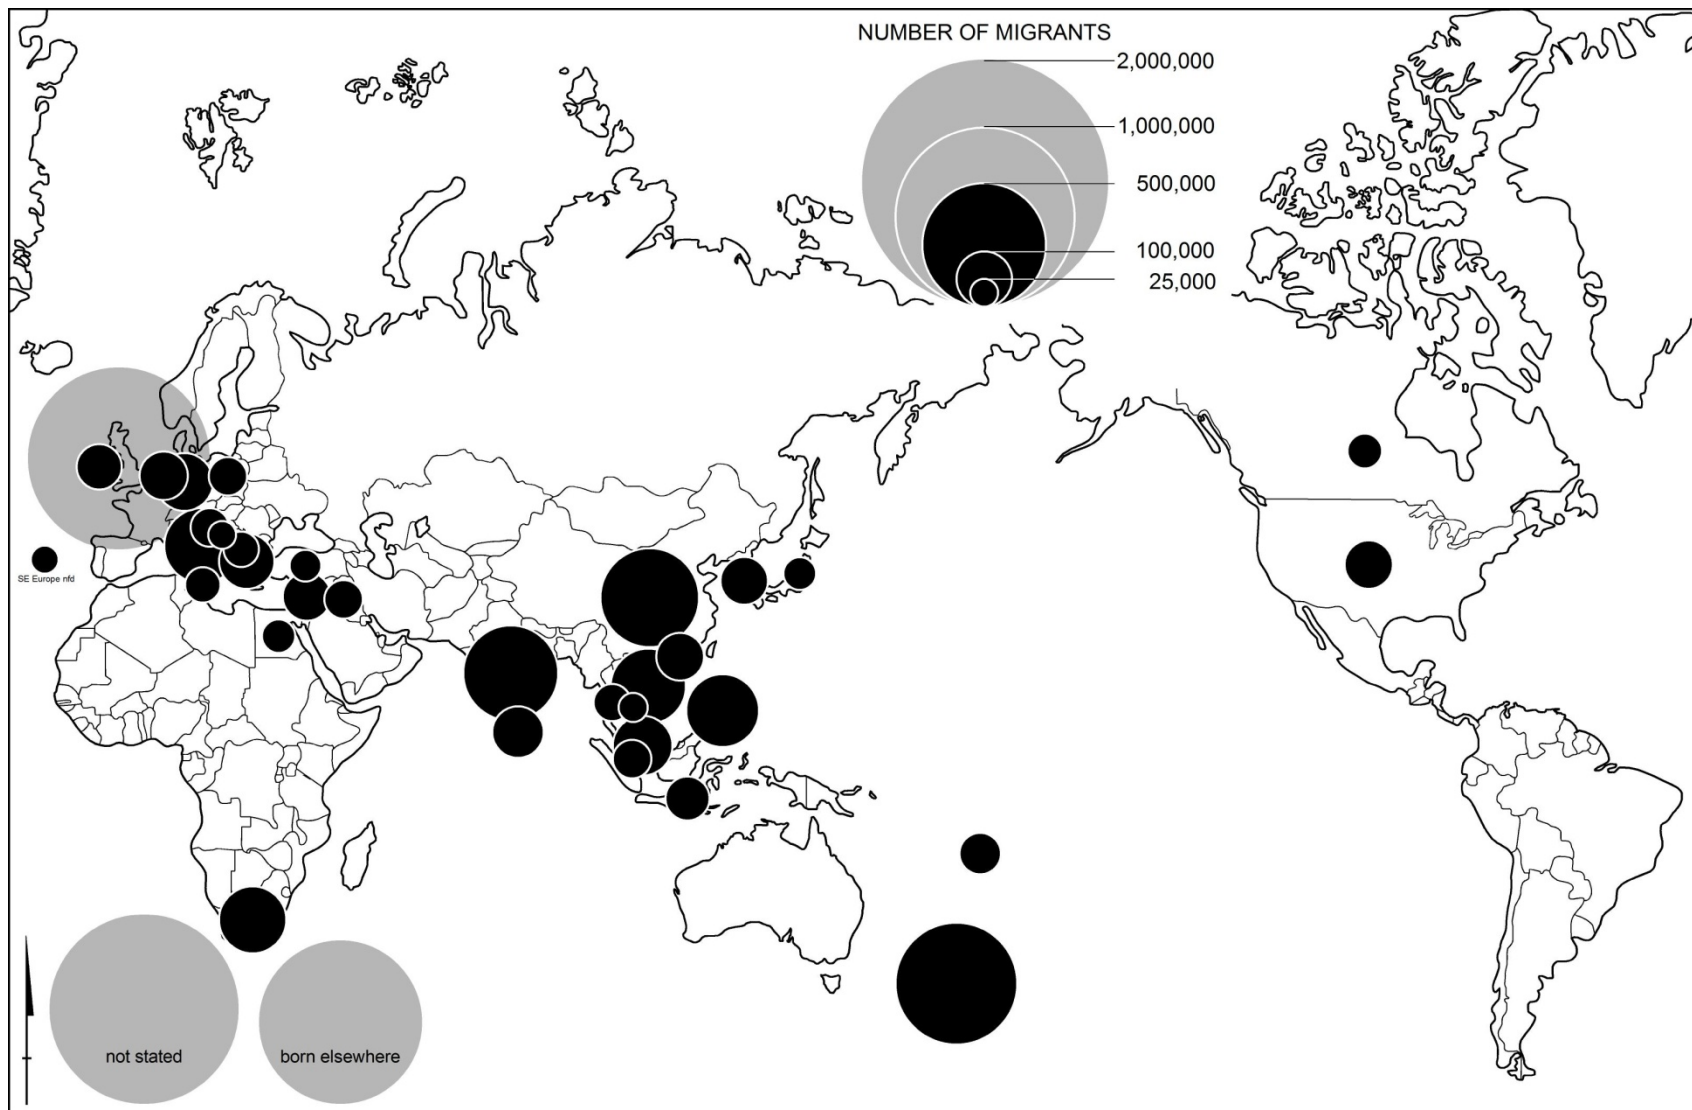 NUMBER OF MIGRANTS
2,000,000
1,000,000
500,000
100,000
25,000
SE Europe nfd
not stated
born elsewhere